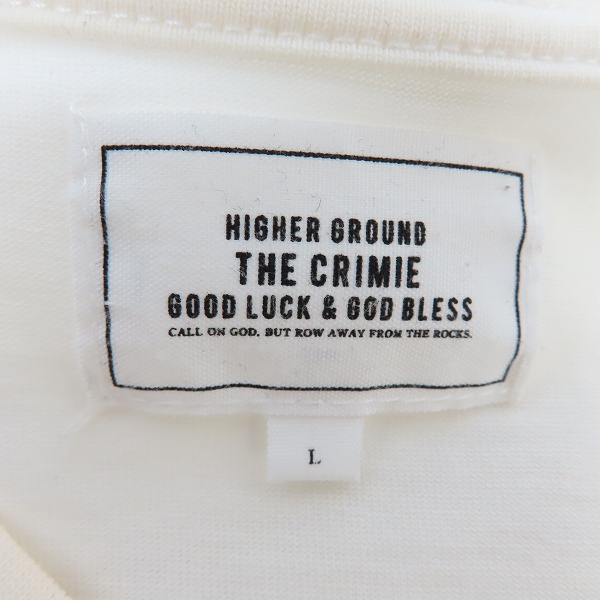 HIGHER GROUND
THE CRIMIE
GOOD LUCK & GOD BLESS
CALL ON GOD. BUT ROW AWAY FROM THE ROCKS.
L